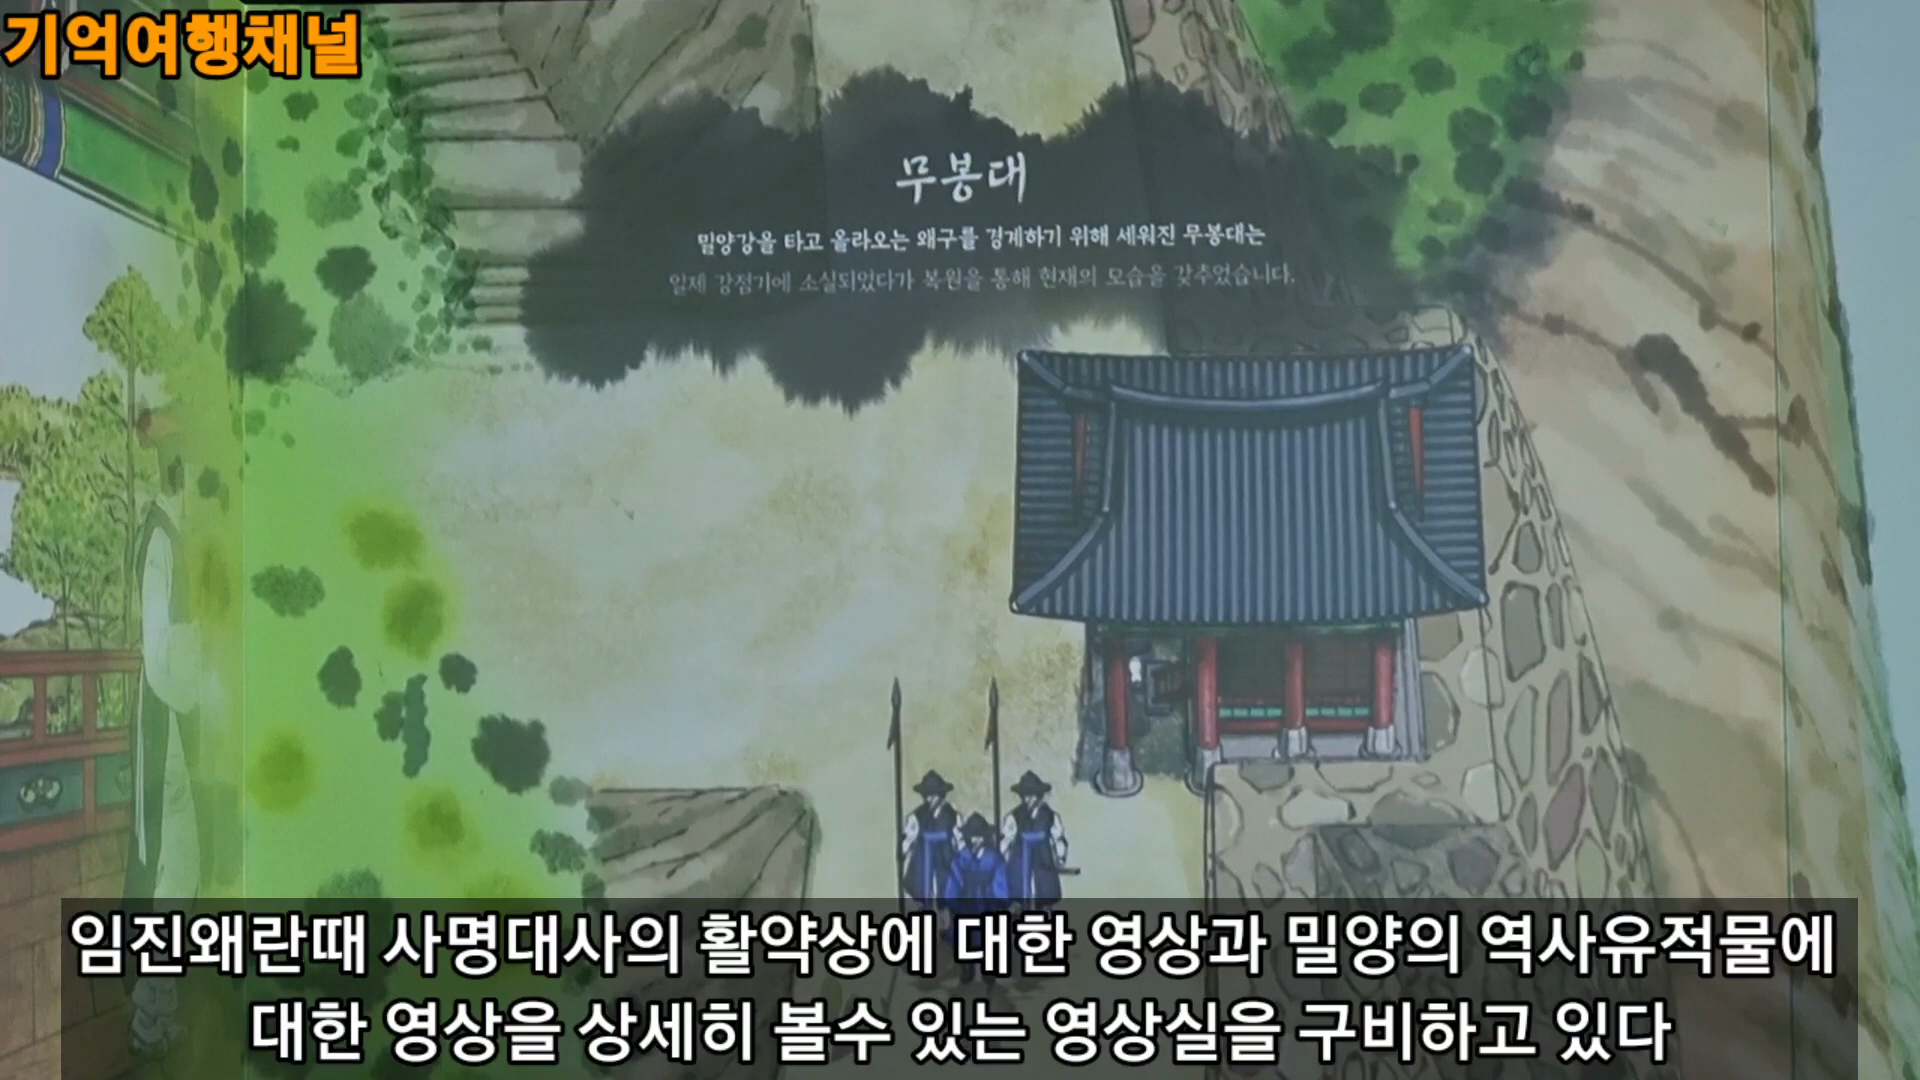 기억여행채널
무봉대
밀양강을 타고 올라오는 왜구를 경계하기 위해 세워진 무봉대는
일제 강점기에 소실되었다가 복원을 통해 현재의 모습을 갖추었습니다.
임진왜란때 사명대사의 활약상에 대한 영상과 밀양의 역사유적물에
대한 영상을 상세히 볼수 있는 영상실을 구비하고 있다